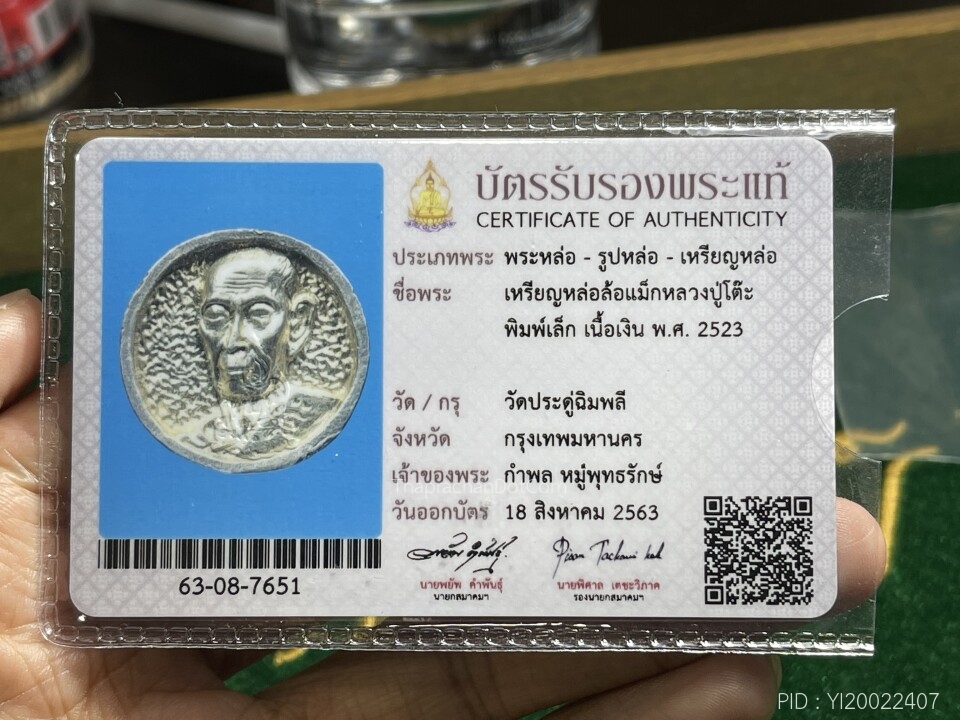 บัตรรับรองพระแท้
CERTIFICATE OF AUTHENTICITY
ประเภทพระ พระหล่อ - รูปหล่อ - เหรียญหล่อ
ชื่อพระ เหรียญหล่อล้อแม็กหลวงปู่โต๊ะ
พิมพ์เล็ก เนื้อเงิน พ.ศ. 2523
วัด / กรุ วัดประดู่ฉิมพลี
จังหวัด กรุงเทพมหานคร
เจ้าของพระ กำพล หมู่พุทธรักษ์
ThaprachanDotCom
วันออกบัตร 18 สิงหาคม 2563
63-08-7651
นายพยัพ คำพันธุ์ นายพิศาล เตชะวิภาค
นายกสมาคมฯ รองนายกสมาคมฯ
PID : YI20022407